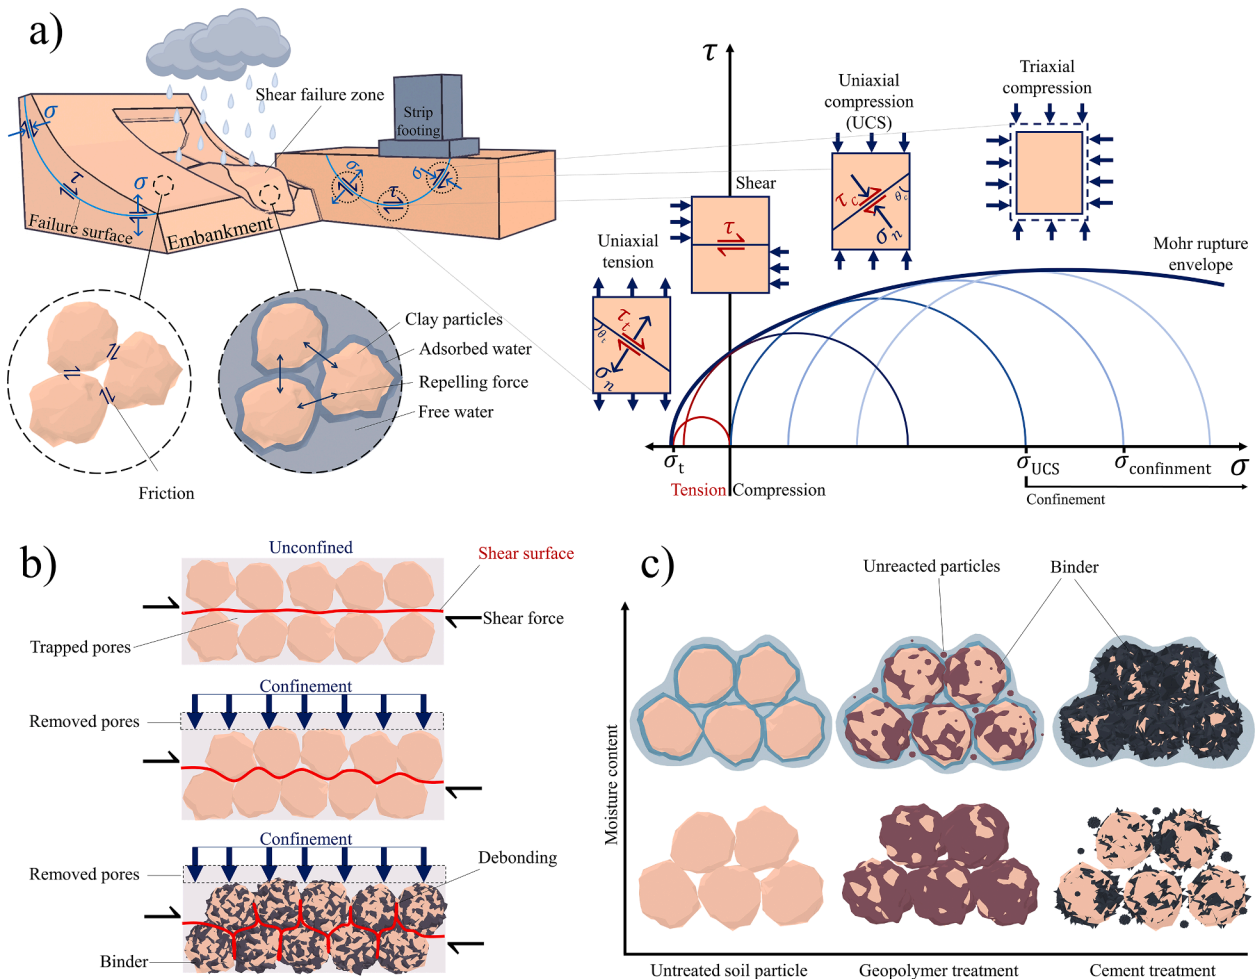 a)
Shear failure zone
Strip
footing
σ
τ
σ
σ
τ
σ
Failure surface
Embankment
Clay particles
Adsorbed water
Repelling force
Free water
Friction
τ
Uniaxial
tension
τt
θt
σn
Shear
τ
Uniaxial
compression
(UCS)
τc
θc
σn
Triaxial
compression
Mohr rupture
envelope
σt
σUCS
σconfinment
σ
Tension
Compression
Confinement
b)
Unconfined
Shear surface
Shear force
Trapped pores
Confinement
Removed pores
Confinement
Debonding
Removed pores
Binder
c)
Unreacted particles
Binder
Moisture content
Untreated soil particle
Geopolymer treatment
Cement treatment